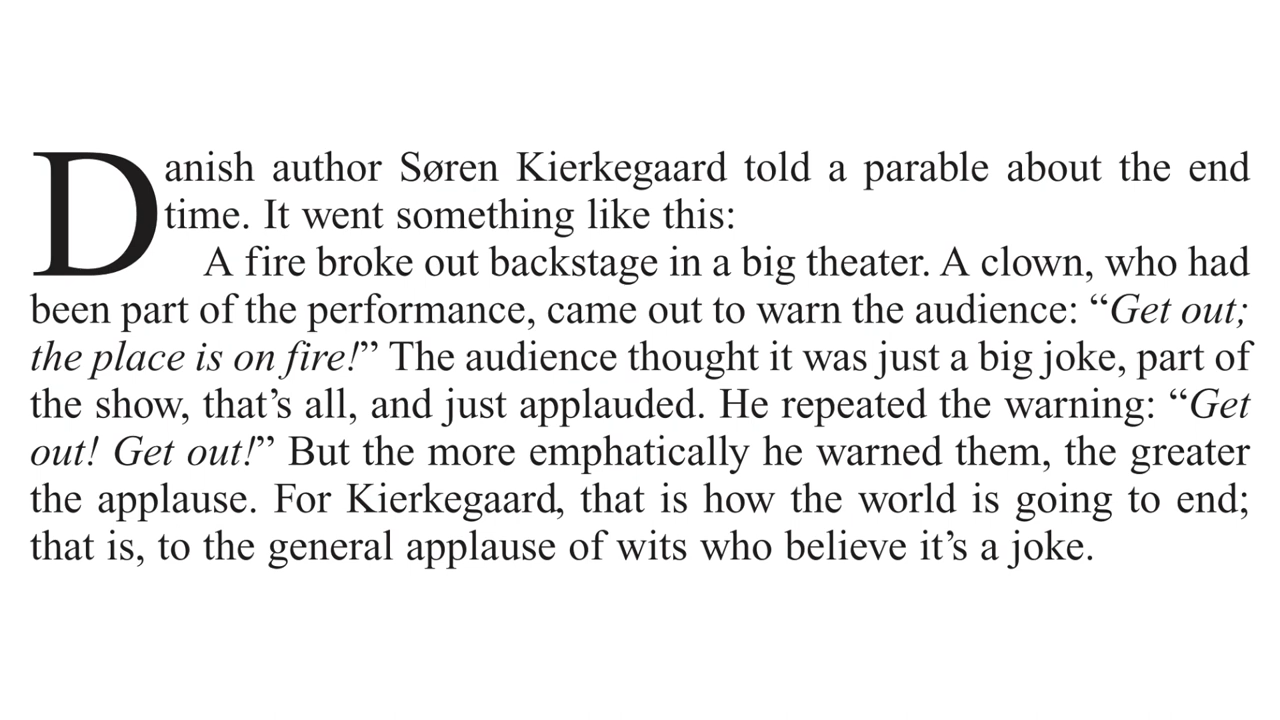 Danish author Søren Kierkegaard told a parable about the end
time. It went something like this:
A fire broke out backstage in a big theater. A clown, who had
been part of the performance, came out to warn the audience: “Get out;
the place is on fire!” The audience thought it was just a big joke, part of
the show, that’s all, and just applauded. He repeated the warning: “Get
out! Get out!” But the more emphatically he warned them, the greater
the applause. For Kierkegaard, that is how the world is going to end;
that is, to the general applause of wits who believe it’s a joke.